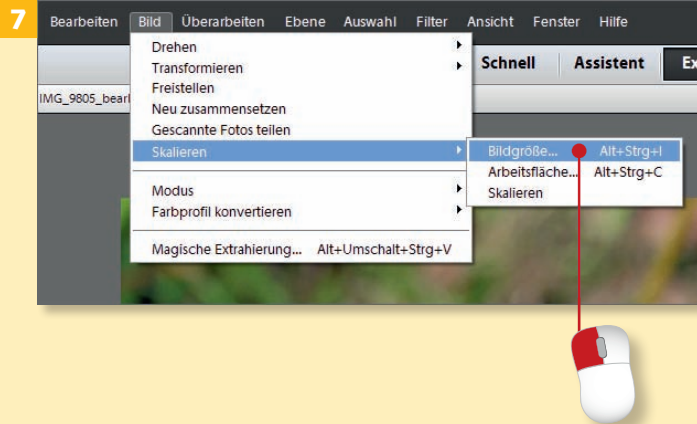 7
Bearbeiten Bild Überarbeiten Ebene Auswahl Filter Ansicht Fenster Hilfe
Schnell Assistent Ex
IMG_9805_bearl
Drehen
Transformieren
Freistellen
Neu zusammensetzen
Gescannte Fotos teilen
Skalieren
Bildgröße... Alt+Strg+I
Arbeitsfläche... Alt+Strg+C
Skalieren
Modus
Farbprofil konvertieren
Magische Extrahierung... Alt+Umschalt+Strg+V